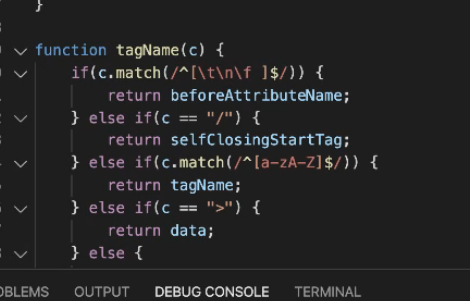 }
function tagName(c) {
    if(c.match(/^[\t\n\f ]$/)) {
        return beforeAttributeName;
    } else if(c == "/") {
        return selfClosingStartTag;
    } else if(c.match(/^[a-zA-Z]$/)) {
        return tagName;
    } else if(c == ">") {
        return data;
    } else {
OBLEMS OUTPUT DEBUG CONSOLE TERMINAL